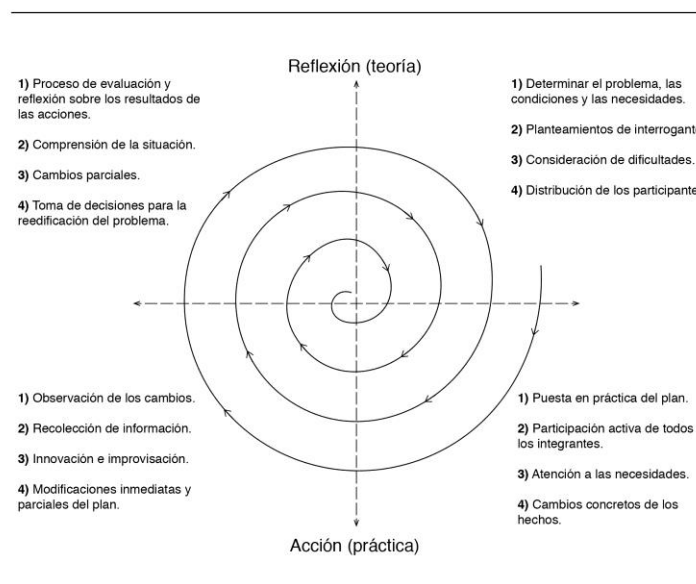 Reflexión (teoría)
1) Proceso de evaluación y
reflexión sobre los resultados de
las acciones.
2) Comprensión de la situación.
3) Cambios parciales.
4) Toma de decisiones para la
reedificación del problema.
1) Determinar el problema, las
condiciones y las necesidades.
2) Planteamientos de interrogant
3) Consideración de dificultades.
4) Distribución de los participante
1) Observación de los cambios.
2) Recolección de información.
3) Innovación e improvisación.
4) Modificaciones inmediatas y
parciales del plan.
1) Puesta en práctica del plan.
2) Participación activa de todos
los integrantes.
3) Atención a las necesidades.
4) Cambios concretos de los
hechos.
Acción (práctica)